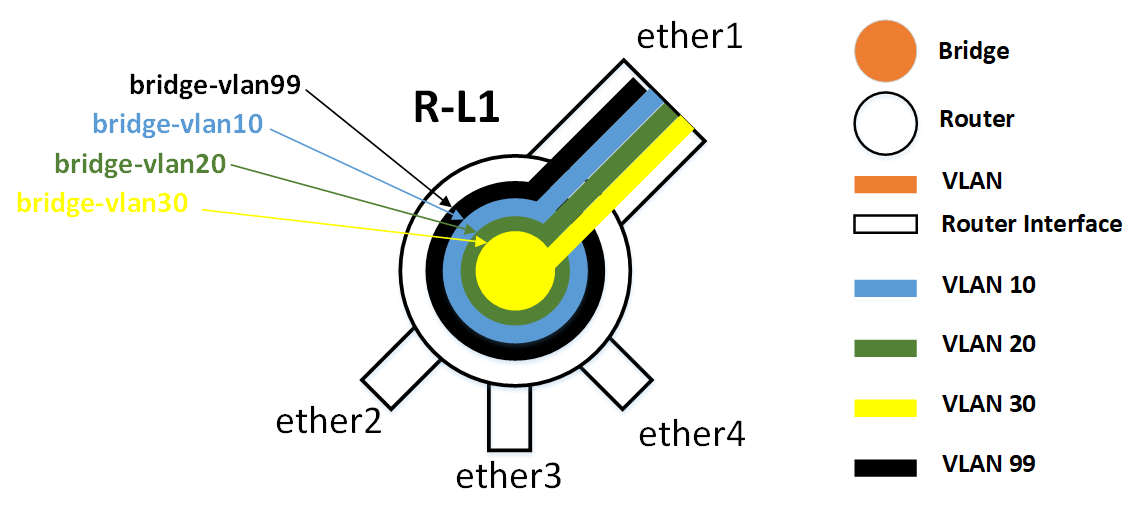 ether1
R-L1
bridge-vlan99
bridge-vlan10
bridge-vlan20
bridge-vlan30
ether2
ether3
ether4
Bridge
Router
VLAN
Router Interface
VLAN 10
VLAN 20
VLAN 30
VLAN 99